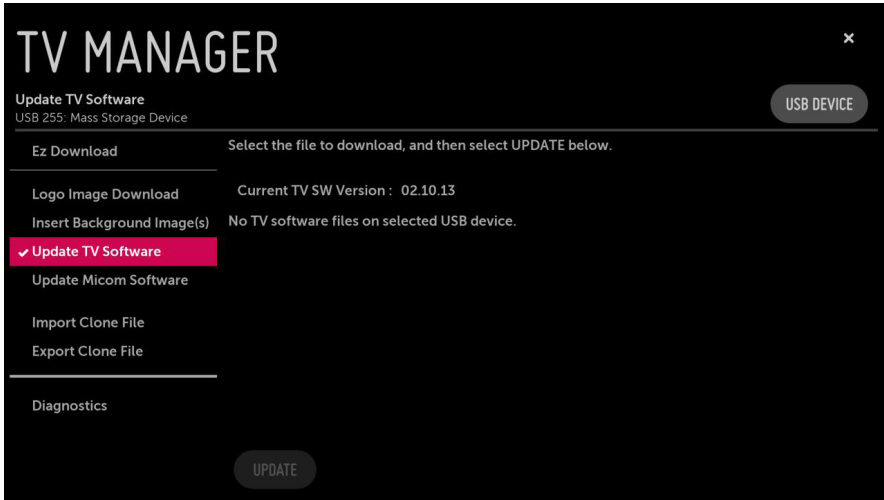 TV MANAGER
×
Update TV Software
USB 255: Mass Storage Device
USB DEVICE
Ez Download
Logo Image Download
Insert Background Image(s)
✔ Update TV Software
Update Micom Software
Import Clone File
Export Clone File
Diagnostics
Select the file to download, and then select UPDATE below.
Current TV SW Version : 02.10.13
No TV software files on selected USB device.
UPDATE